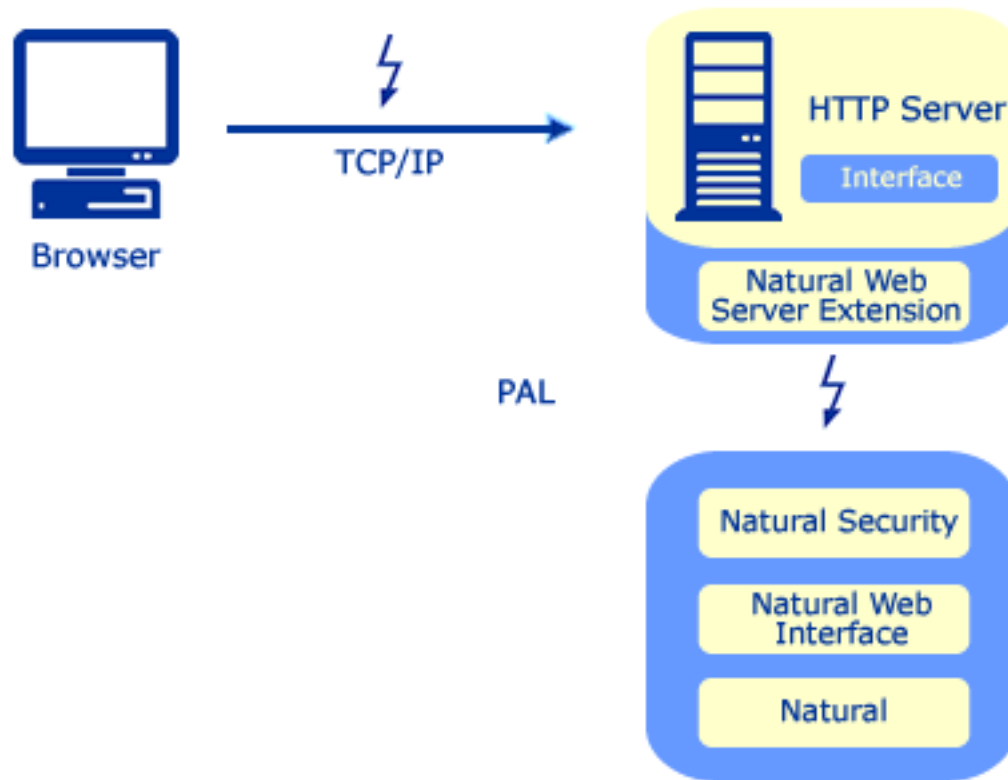 HTTP Server
TCP/IP
Interface
Browser
Natural Web
Server Extension
PAL
Natural Security
Natural Web
Interface
Natural